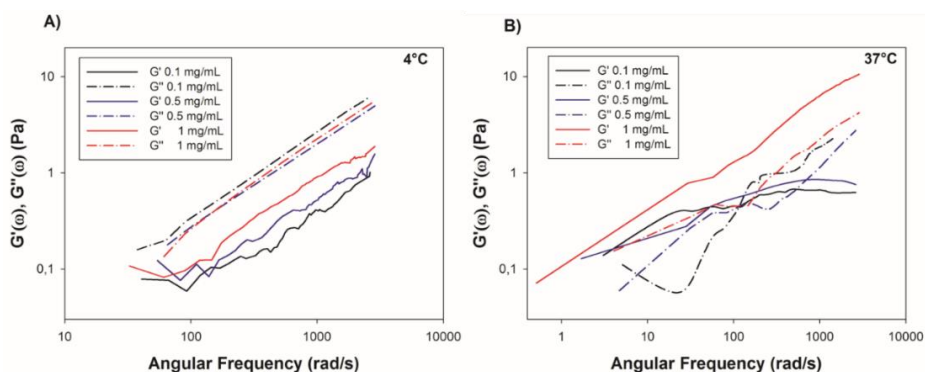 A)
4°C
G' 0.1 mg/mL
G'' 0.1 mg/mL
G' 0.5 mg/mL
G'' 0.5 mg/mL
G' 1 mg/mL
G'' 1 mg/mL
G'(ω), G''(ω) (Pa)
10
1
0,1
10 100 1000 10000
Angular Frequency (rad/s)
B)
37°C
G' 0.1 mg/mL
G'' 0.1 mg/mL
G' 0.5 mg/mL
G'' 0.5 mg/mL
G' 1 mg/mL
G'' 1 mg/mL
G'(ω), G''(ω) (Pa)
10
1
0,1
1 10 100 1000 10000
Angular Frequency (rad/s)